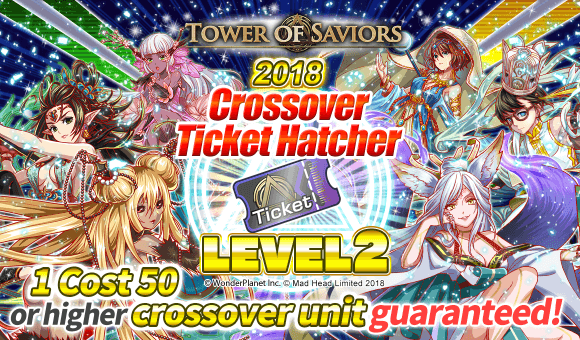 TOWER OF SAVIORS
2018
Crossover
Ticket Hatcher
Ticket
LEVEL2
© WonderPlanet Inc. © Mad Head Limited 2018
1 Cost 50
or higher crossover unit guaranteed!